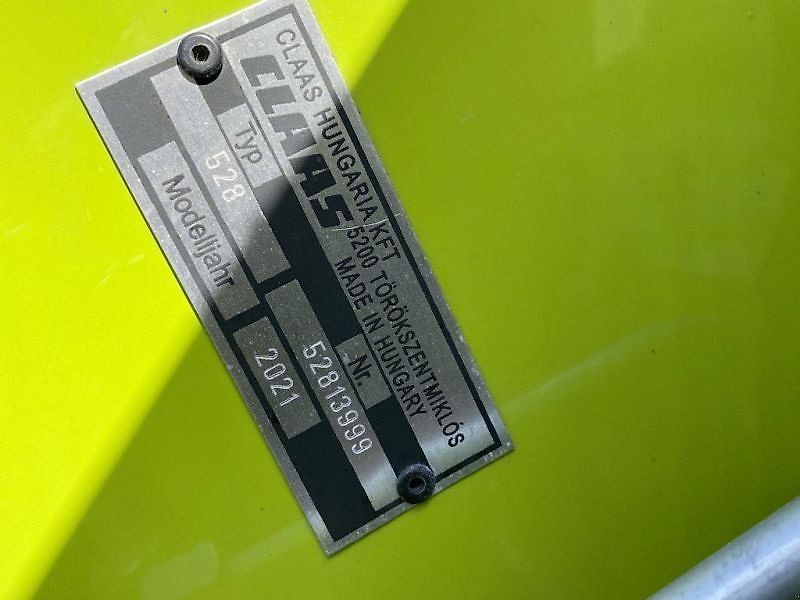 CLAAS HUNGARIA KFT
5200 TÖRÖKSZENTMIKLÓS
MADE IN HUNGARY
CLAAS
Typ
Nr.
528
52813999
Modelljahr
2021